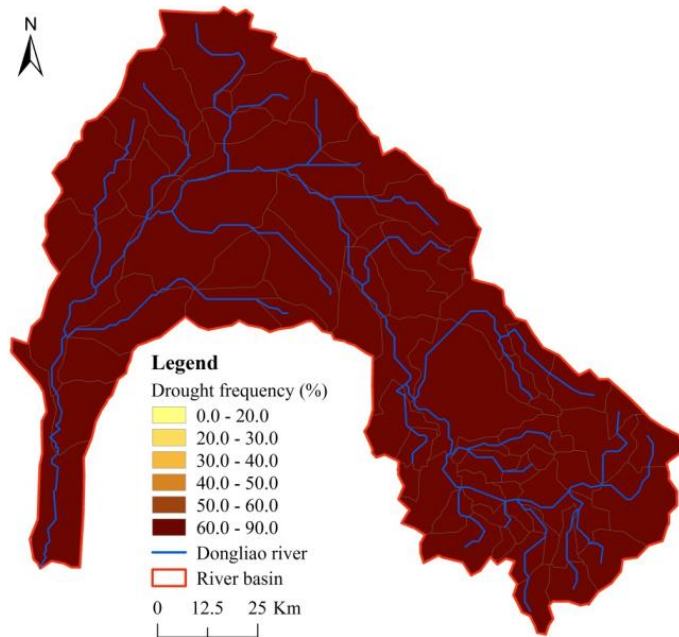 N
Legend
Drought frequency (%)
0.0 - 20.0
20.0 - 30.0
30.0 - 40.0
40.0 - 50.0
50.0 - 60.0
60.0 - 90.0
Dongliao river
River basin
0 12.5 25 Km